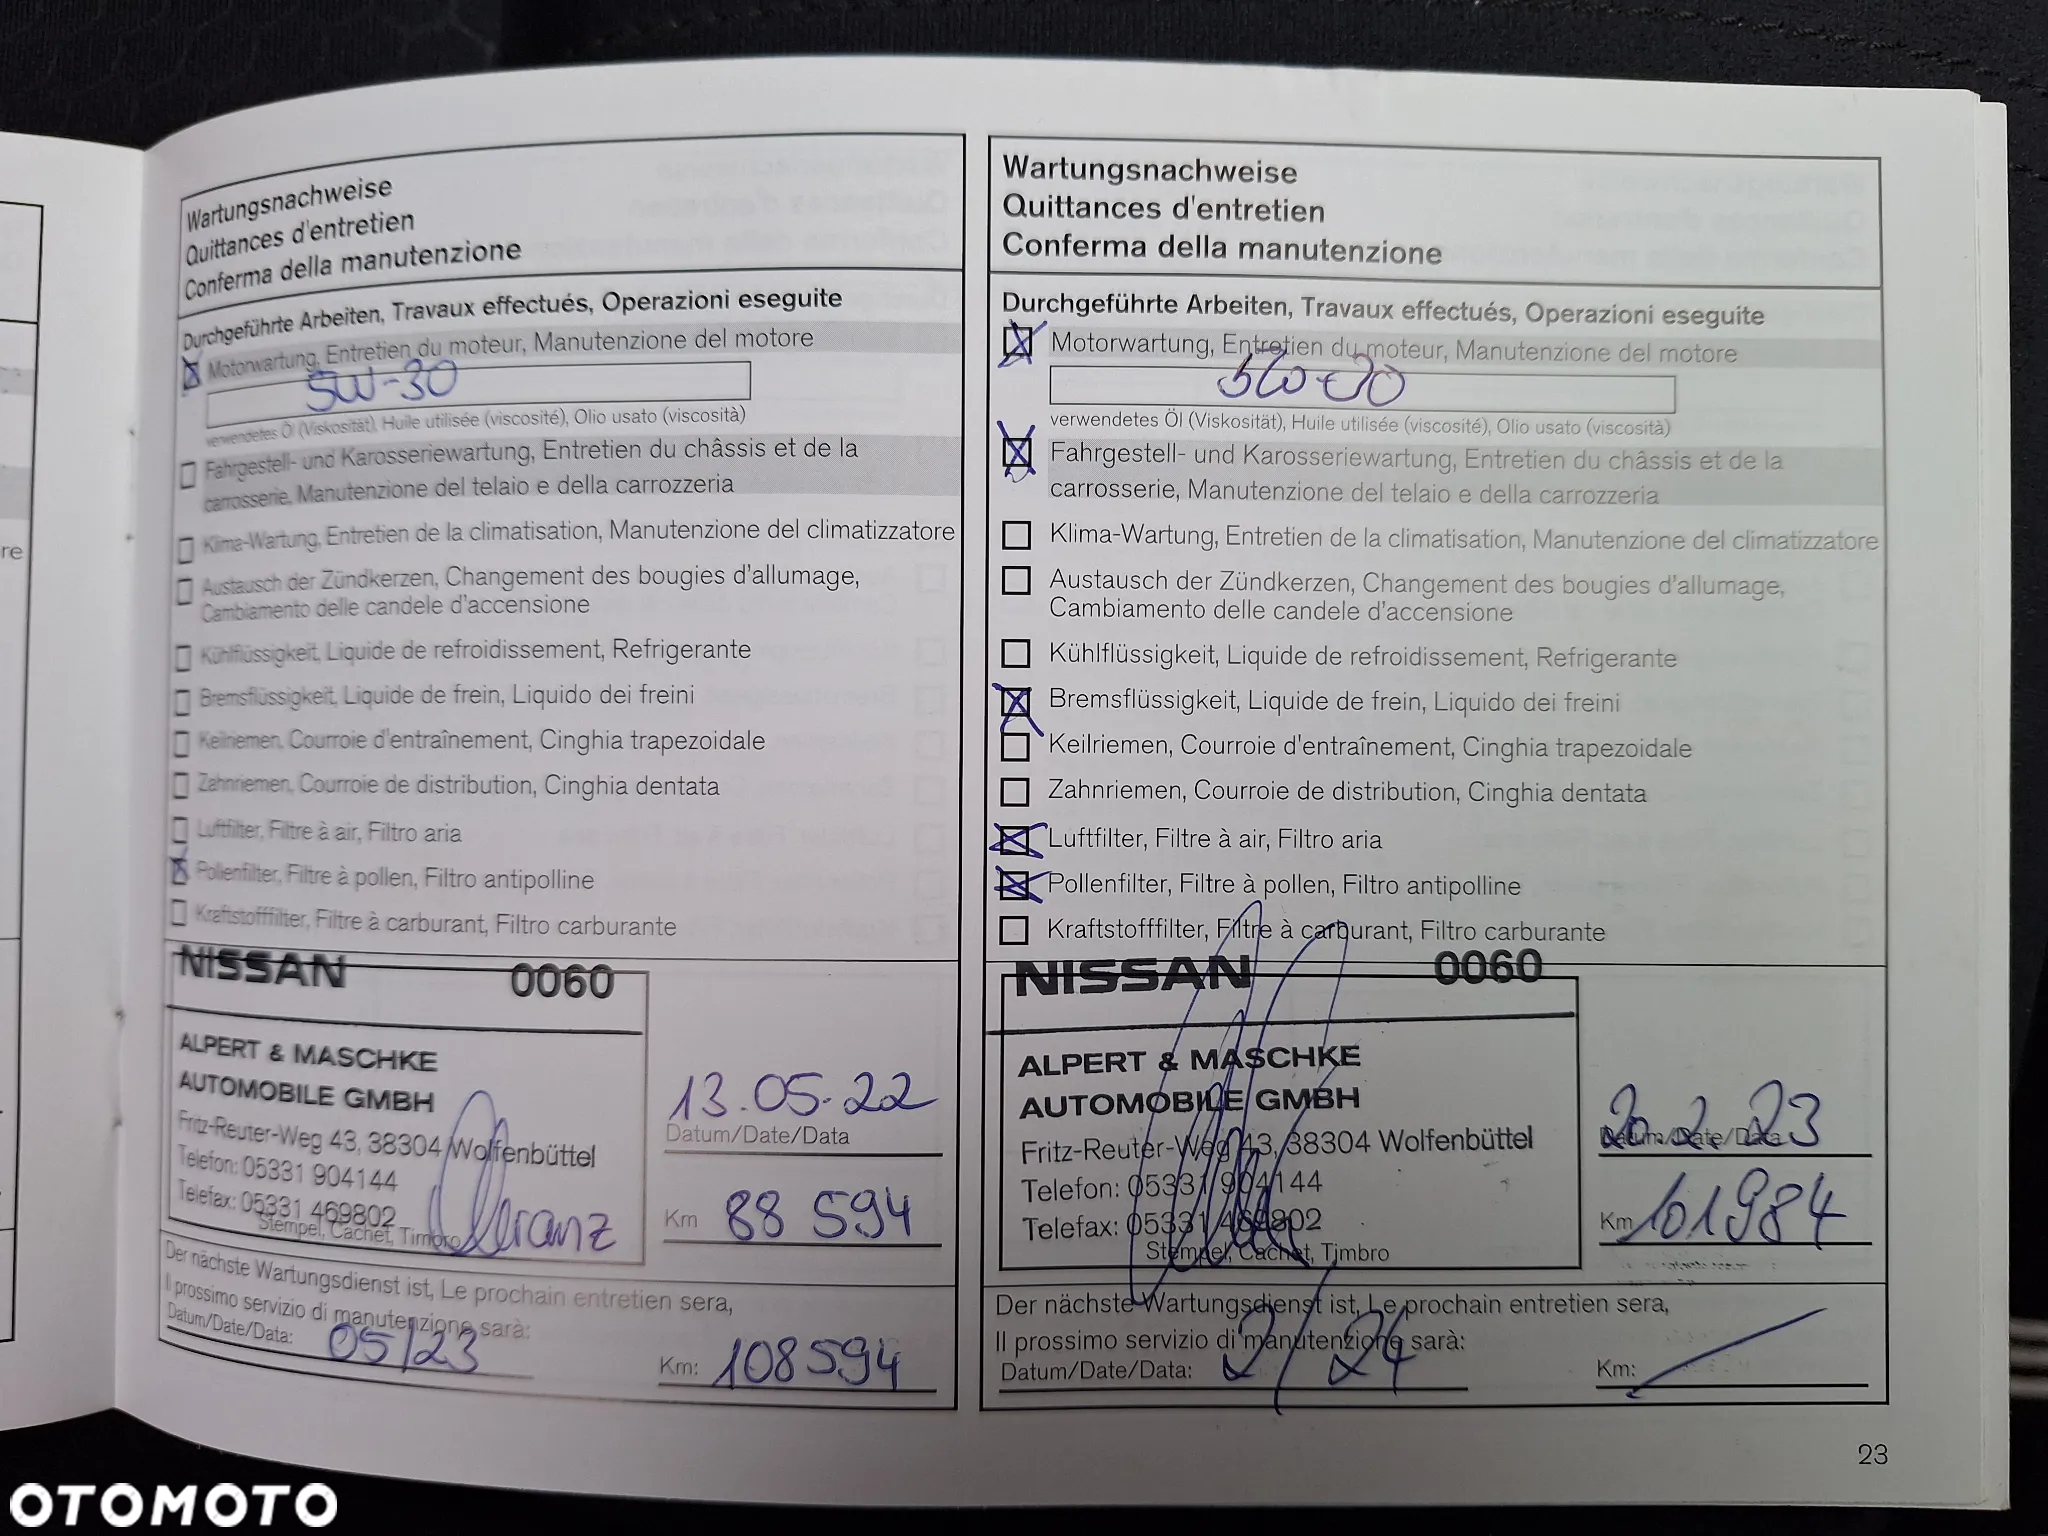 Wartungsnachweise
Quittances d'entretien
Conferma della manutenzione
Durchgeführte Arbeiten, Travaux effectués, Operazioni eseguite
Motorwartung, Entretien du moteur, Manutenzione del motore
5W-30
verwendetes Öl (Viskosität), Huile utilisée (viscosité), Olio usato (viscosità)
Fahrgestell- und Karosseriewartung, Entretien du châssis et de la
carrosserie, Manutenzione del telaio e della carrozzeria
Klima-Wartung, Entretien de la climatisation, Manutenzione del climatizzatore
Austausch der Zündkerzen, Changement des bougies d'allumage,
Cambiamento delle candele d'accensione
Kühlflüssigkeit, Liquide de refroidissement, Refrigerante
Bremsflüssigkeit, Liquide de frein, Liquido dei freini
Keilriemen, Courroie d'entraînement, Cinghia trapezoidale
Zahnriemen, Courroie de distribution, Cinghia dentata
Luftfilter, Filtre à air, Filtro aria
Pollenfilter, Filtre à pollen, Filtro antipolline
Kraftstofffilter, Filtre à carburant, Filtro carburante
NISSAN 0060
ALPERT & MASCHKE
AUTOMOBILE GMBH
Fritz-Reuter-Weg 43, 38304 Wolfenbüttel
Telefon: 05331 904144
Telefax: 05331 469802
Stempel, Cachet, Timbro
13.05.22
Datum/Date/Data
Km 88 594
Der nächste Wartungsdienst ist, Le prochain entretien sera,
Il prossimo servizio di manutenzione sarà:
Datum/Date/Data: 05/23 Km: 108594
Wartungsnachweise
Quittances d'entretien
Conferma della manutenzione
Durchgeführte Arbeiten, Travaux effectués, Operazioni eseguite
Motorwartung, Entretien du moteur, Manutenzione del motore
5W-30
verwendetes Öl (Viskosität), Huile utilisée (viscosité), Olio usato (viscosità)
Fahrgestell- und Karosseriewartung, Entretien du châssis et de la
carrosserie, Manutenzione del telaio e della carrozzeria
Klima-Wartung, Entretien de la climatisation, Manutenzione del climatizzatore
Austausch der Zündkerzen, Changement des bougies d'allumage,
Cambiamento delle candele d'accensione
Kühlflüssigkeit, Liquide de refroidissement, Refrigerante
Bremsflüssigkeit, Liquide de frein, Liquido dei freini
Keilriemen, Courroie d'entraînement, Cinghia trapezoidale
Zahnriemen, Courroie de distribution, Cinghia dentata
Luftfilter, Filtre à air, Filtro aria
Pollenfilter, Filtre à pollen, Filtro antipolline
Kraftstofffilter, Filtre à carburant, Filtro carburante
NISSAN 0060
ALPERT & MASCHKE
AUTOMOBILE GMBH
Fritz-Reuter-Weg 43, 38304 Wolfenbüttel
Telefon: 05331 904144
Telefax: 05331 469802
Stempel, Cachet, Timbro
20.2.23
Datum/Date/Data
Km 101984
Der nächste Wartungsdienst ist, Le prochain entretien sera,
Il prossimo servizio di manutenzione sarà:
Datum/Date/Data: 2/24 Km:
23
OTOMOTO